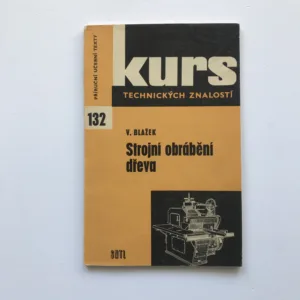 PŘÍRUČNÍ UČEBNÍ TEXTY
kurs
TECHNICKÝCH ZNALOSTÍ
132
V. BLAŽEK
Strojní obrábění
dřeva
SNTL